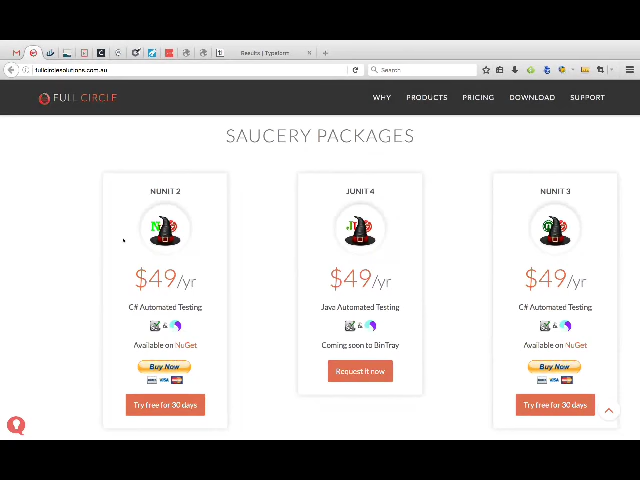 Results | Typeform
fullcirclesolutions.com.au
Search
FULL CIRCLE
WHY
PRODUCTS
PRICING
DOWNLOAD
SUPPORT
SAUCERY PACKAGES
NUNIT 2
$49/yr
C# Automated Testing
&
Available on NuGet
Buy Now
Try free for 30 days
JUNIT 4
$49/yr
Java Automated Testing
&
Coming soon to BinTray
Request it now
NUNIT 3
$49/yr
C# Automated Testing
&
Available on NuGet
Buy Now
Try free for 30 days